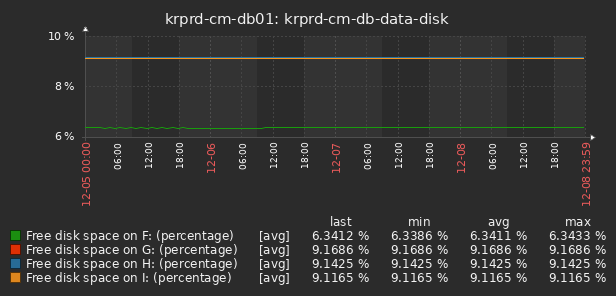 krprd-cm-db01: krprd-cm-db-data-disk
10 %
8 %
6 %
12-05 00:00 06:00 12:00 18:00 12-06 06:00 12:00 18:00 12-07 06:00 12:00 18:00 12-08 06:00 12:00 18:00 12-08 23:59
last min avg max
Free disk space on F: (percentage) [avg] 6.3412 % 6.3386 % 6.3411 % 6.3433 %
Free disk space on G: (percentage) [avg] 9.1686 % 9.1686 % 9.1686 % 9.1686 %
Free disk space on H: (percentage) [avg] 9.1425 % 9.1425 % 9.1425 % 9.1425 %
Free disk space on I: (percentage) [avg] 9.1165 % 9.1165 % 9.1165 % 9.1165 %